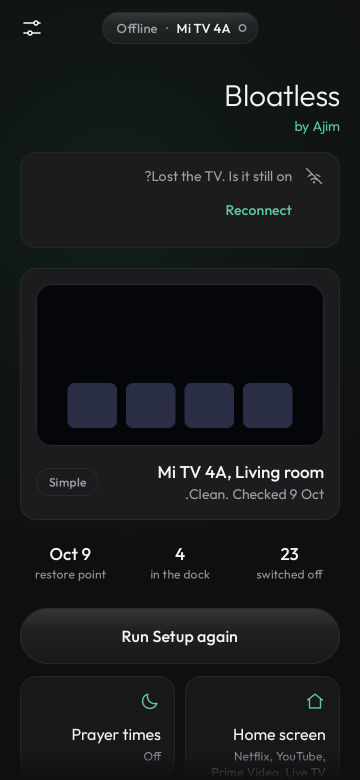 Offline · Mi TV 4A
Bloatless
by Ajim
?Lost the TV. Is it still on
Reconnect
Mi TV 4A, Living room
.Clean. Checked 9 Oct
Simple
Oct 9
restore point
4
in the dock
23
switched off
Run Setup again
Prayer times
Off
Home screen
Netflix, YouTube,
Prime Video, Live TV